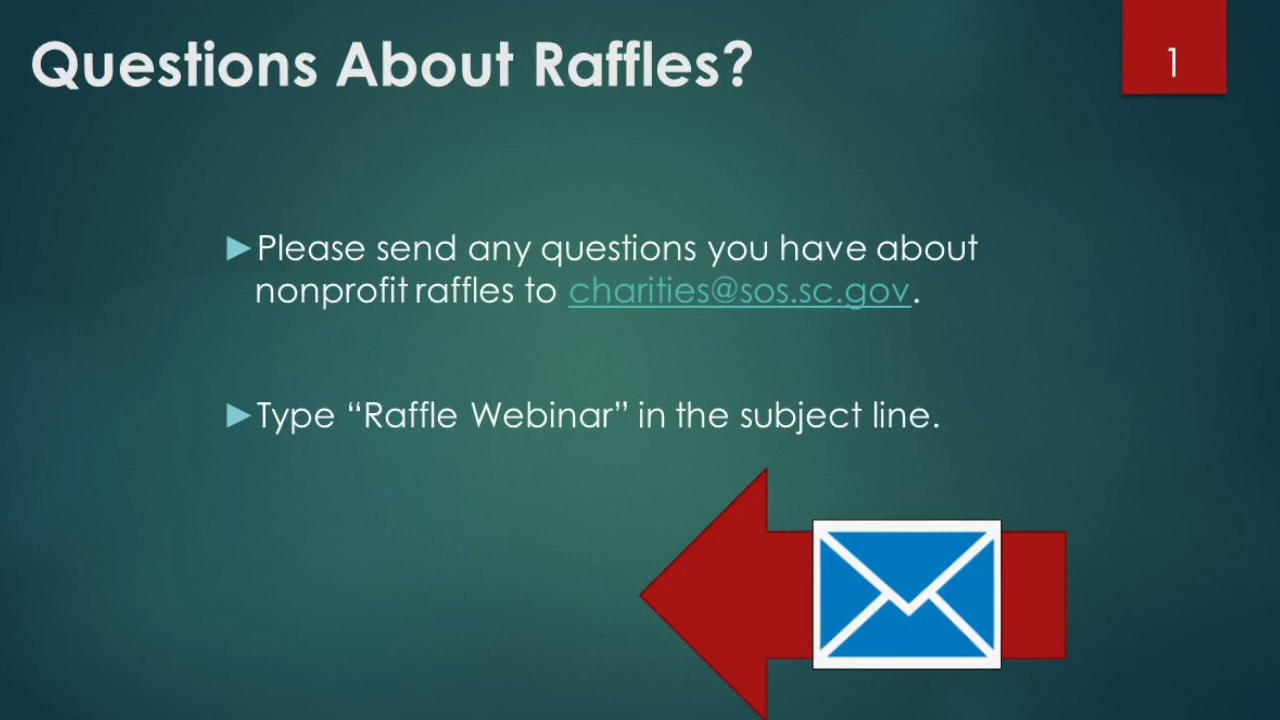 Questions About Raffles?
1
►Please send any questions you have about
nonprofit raffles to charities@sos.sc.gov.
►Type “Raffle Webinar” in the subject line.